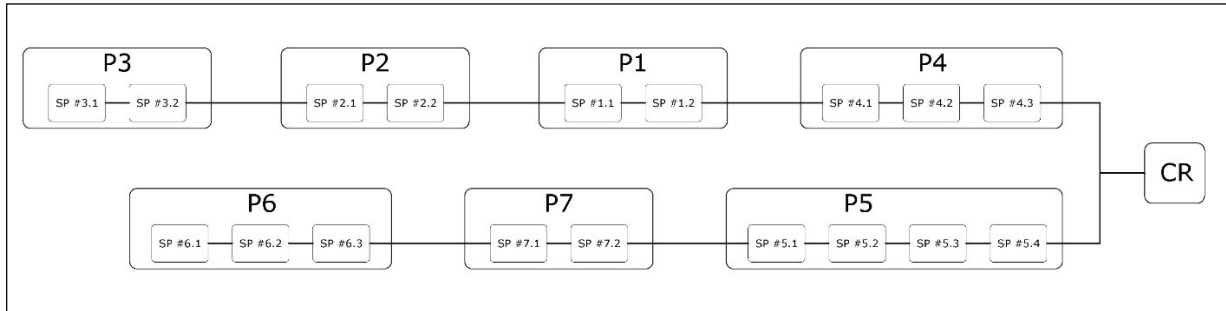 P3 P2 P1 P4
SP #3.1 SP #3.2 SP #2.1 SP #2.2 SP #1.1 SP #1.2 SP #4.1 SP #4.2 SP #4.3
CR
P6 P7 P5
SP #6.1 SP #6.2 SP #6.3 SP #7.1 SP #7.2 SP #5.1 SP #5.2 SP #5.3 SP #5.4